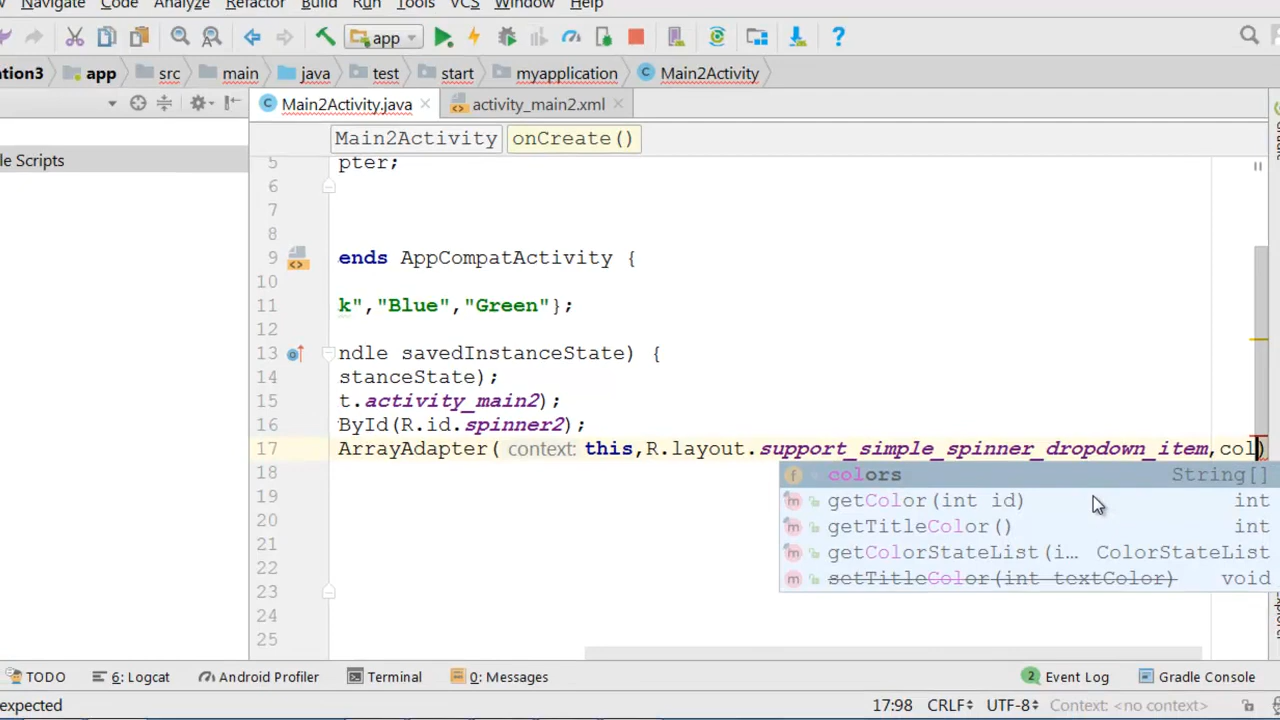 Navigate Code Analyze Refactor Build Run Tools VCS Window Help
app
tion3 app src main java test start myapplication Main2Activity
Main2Activity.java activity_main2.xml
Main2Activity onCreate()
le Scripts
5 pter;
6
7
8
9 ends AppCompatActivity {
10
11 k","Blue","Green"};
12
13 ndle savedInstanceState) {
14 stanceState);
15 t.activity_main2);
16 ById(R.id.spinner2);
17 ArrayAdapter( context: this,R.layout.support_simple_spinner_dropdown_item,col)
18 colors String[]
19 getColor(int id) int
20 getTitleColor() int
21 getColorStateList(i... ColorStateList
22 setTitleColor(int textColor) void
23
24
25
TODO 6: Logcat Android Profiler Terminal 0: Messages 2 Event Log Gradle Console
expected 17:98 CRLF UTF-8 Context: <no context>